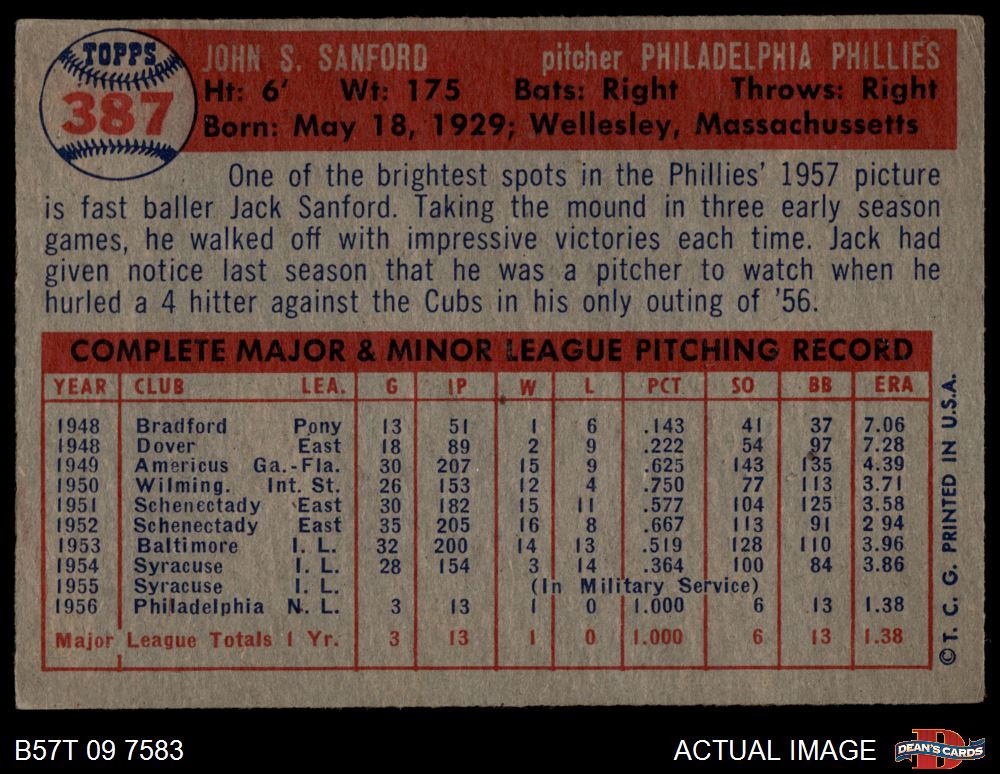 TOPPS
387
JOHN S. SANFORD pitcher PHILADELPHIA PHILLIES
Ht: 6' Wt: 175 Bats: Right Throws: Right
Born: May 18, 1929; Wellesley, Massachussetts
One of the brightest spots in the Phillies' 1957 picture
is fast baller Jack Sanford. Taking the mound in three early season
games, he walked off with impressive victories each time. Jack had
given notice last season that he was a pitcher to watch when he
hurled a 4 hitter against the Cubs in his only outing of '56.
COMPLETE MAJOR & MINOR LEAGUE PITCHING RECORD
YEAR CLUB LEA. G IP W L PCT SO BB ERA
1948 Bradford Pony 13 51 1 6 .143 41 37 7.06
1948 Dover East 18 89 2 9 .222 54 97 7.28
1949 Americus Ga.-Fla. 30 207 15 9 .625 143 135 4.39
1950 Wilming. Int. St. 26 153 12 4 .750 77 113 3.71
1951 Schenectady East 30 182 15 11 .577 104 125 3.58
1952 Schenectady East 35 205 16 8 .667 113 91 2 94
1953 Baltimore I. L. 32 200 14 13 .519 128 110 3.96
1954 Syracuse I. L. 28 154 3 14 .364 100 84 3.86
1955 Syracuse I. L. (In Military Service)
1956 Philadelphia N. L. 3 13 1 0 1.000 6 13 1.38
Major League Totals 1 Yr. 3 13 1 0 1.000 6 13 1.38
© T. C. G. PRINTED IN U.S.A.
B57T 09 7583
ACTUAL IMAGE
DEAN'S CARDS